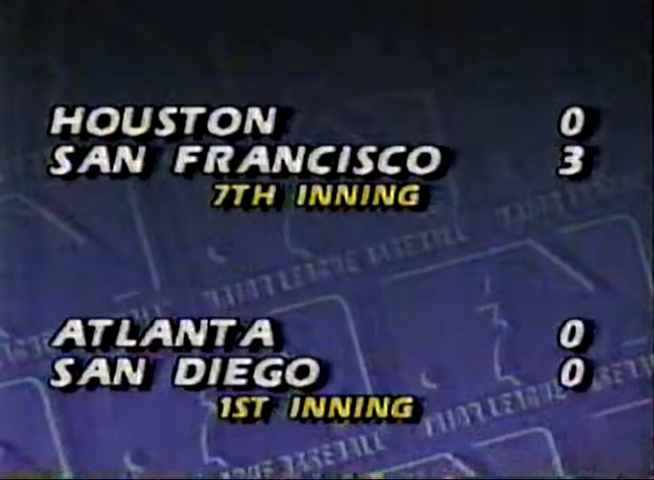 HOUSTON 0
SAN FRANCISCO 3
7TH INNING
ATLANTA 0
SAN DIEGO 0
1ST INNING